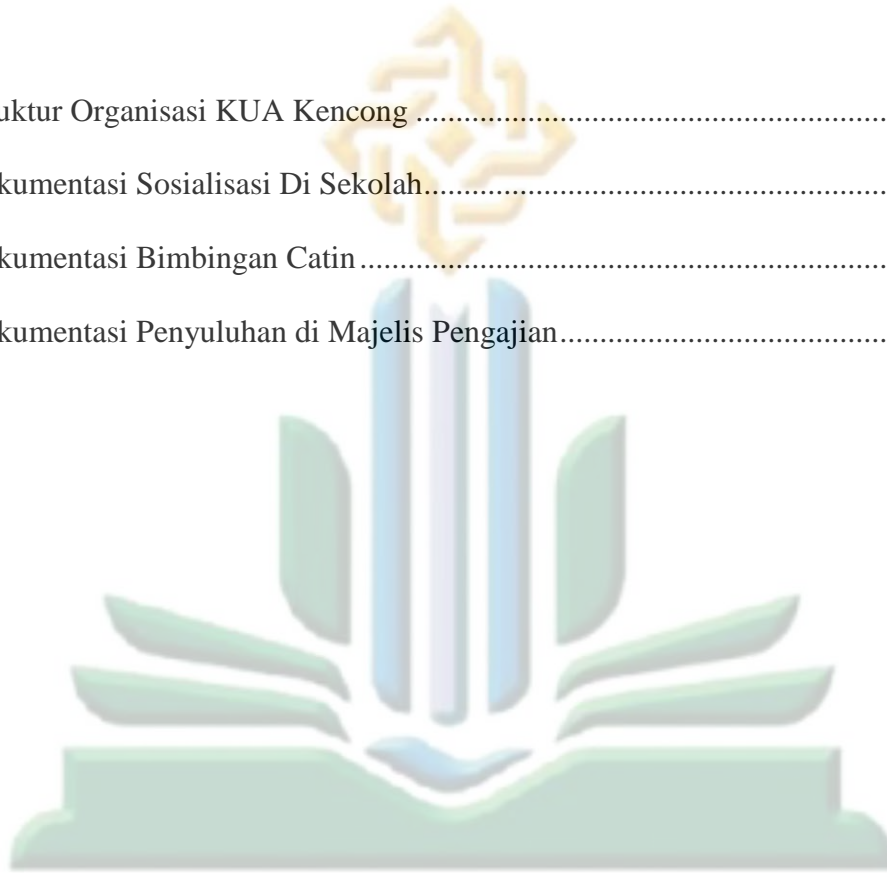 uktur Organisasi KUA Kencong ........................................................
kumentasi Sosialisasi Di Sekolah......................................................
kumentasi Bimbingan Catin ...............................................................
kumentasi Penyuluhan di Majelis Pengajian.......................................